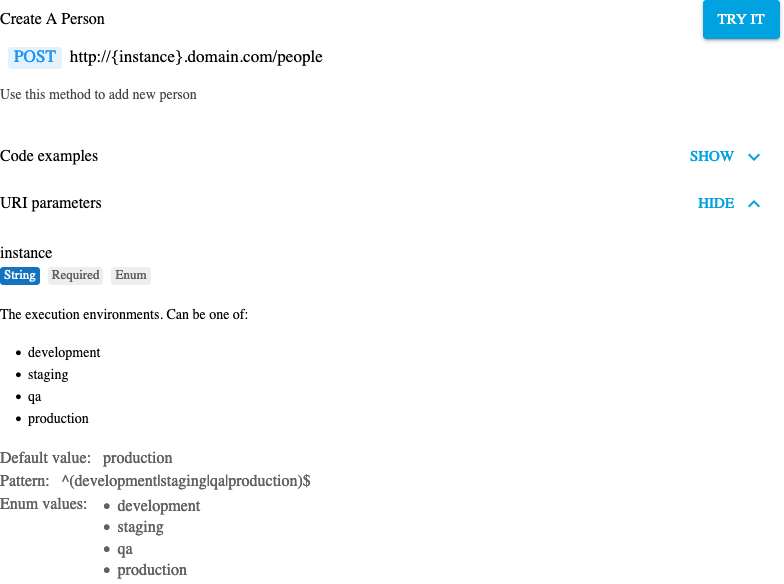 Create A Person
TRY IT
POST http://{instance}.domain.com/people
Use this method to add new person
Code examples SHOW
URI parameters HIDE
instance
String Required Enum
The execution environments. Can be one of:
• development
• staging
• qa
• production
Default value: production
Pattern: ^(development|staging|qa|production)$
Enum values: • development
• staging
• qa
• production